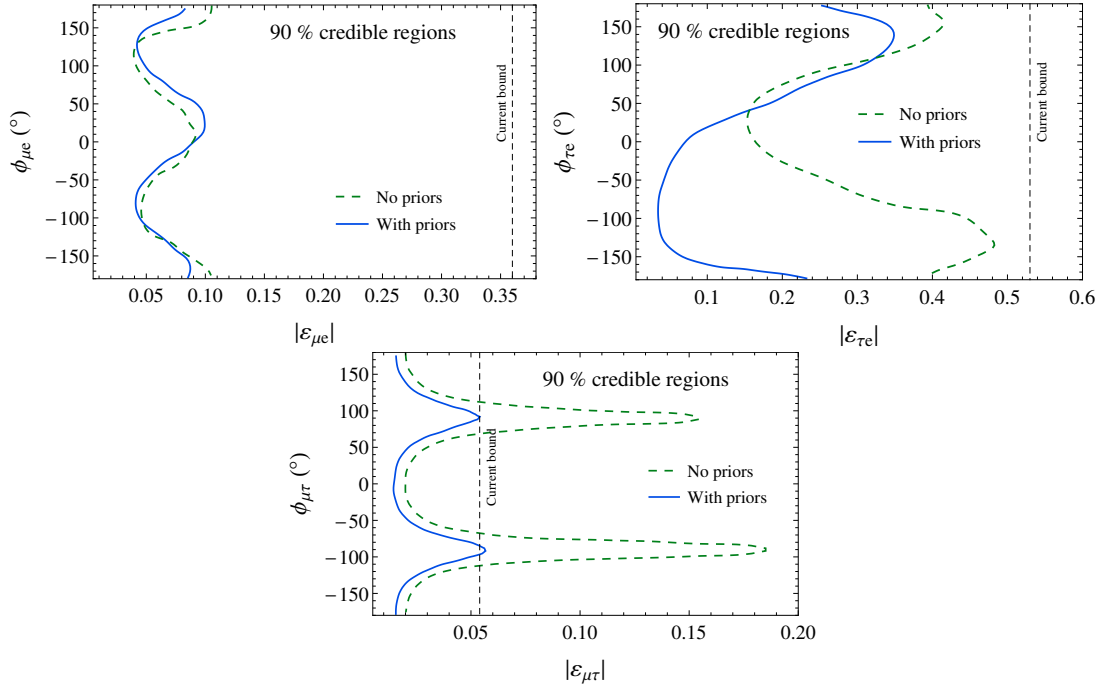 90 % credible regions
Current bound
No priors
With priors
150
100
50
0
−50
−100
−150
ϕμe (°)
0.05 0.10 0.15 0.20 0.25 0.30 0.35
|εμe|
90 % credible regions
Current bound
No priors
With priors
150
100
50
0
−50
−100
−150
ϕτe (°)
0.1 0.2 0.3 0.4 0.5 0.6
|ετe|
90 % credible regions
Current bound
No priors
With priors
150
100
50
0
−50
−100
−150
ϕμτ (°)
0.05 0.10 0.15 0.20
|εμτ|